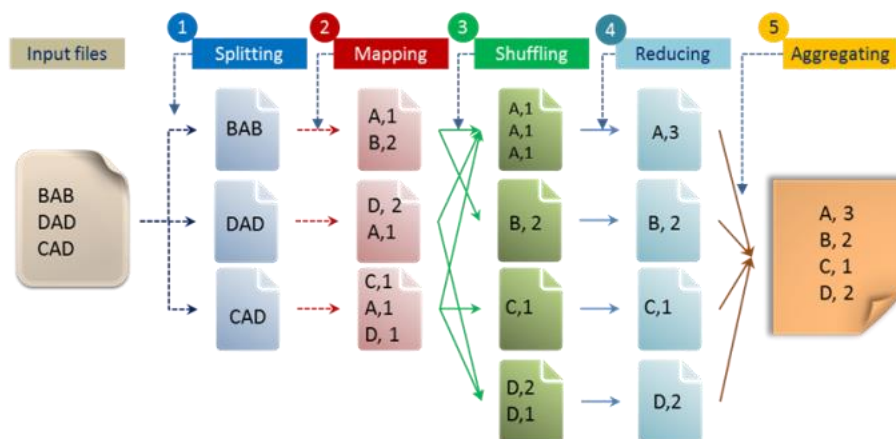 1
2
3
4
5
Input files
Splitting
Mapping
Shuffling
Reducing
Aggregating
BAB
DAD
CAD
BAB
DAD
CAD
A,1
B,2
D, 2
A,1
C,1
A,1
D, 1
A,1
A,1
A,1
B, 2
C,1
D,2
D,1
A,3
B, 2
C,1
D,2
A, 3
B, 2
C, 1
D, 2